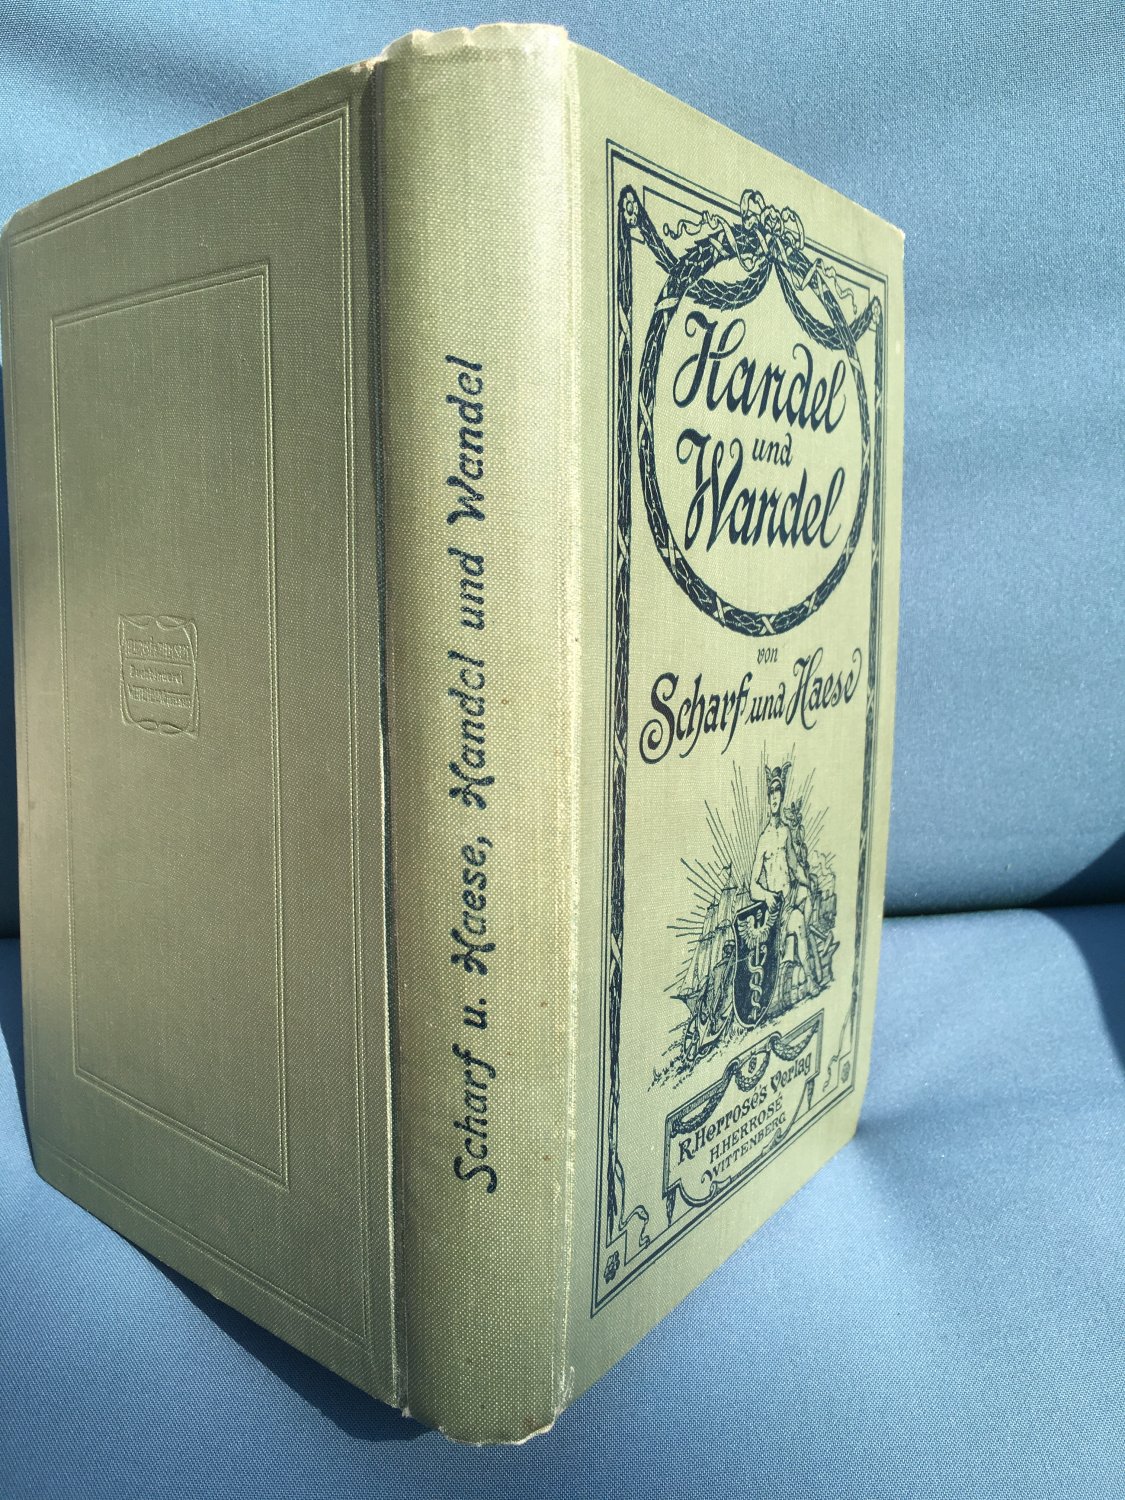 Scharf u. Haese, Handel und Wandel
Handel
und
Wandel
von
Scharf und Haese
R. Herrosé's Verlag
H. HERROSÉ
WITTENBERG